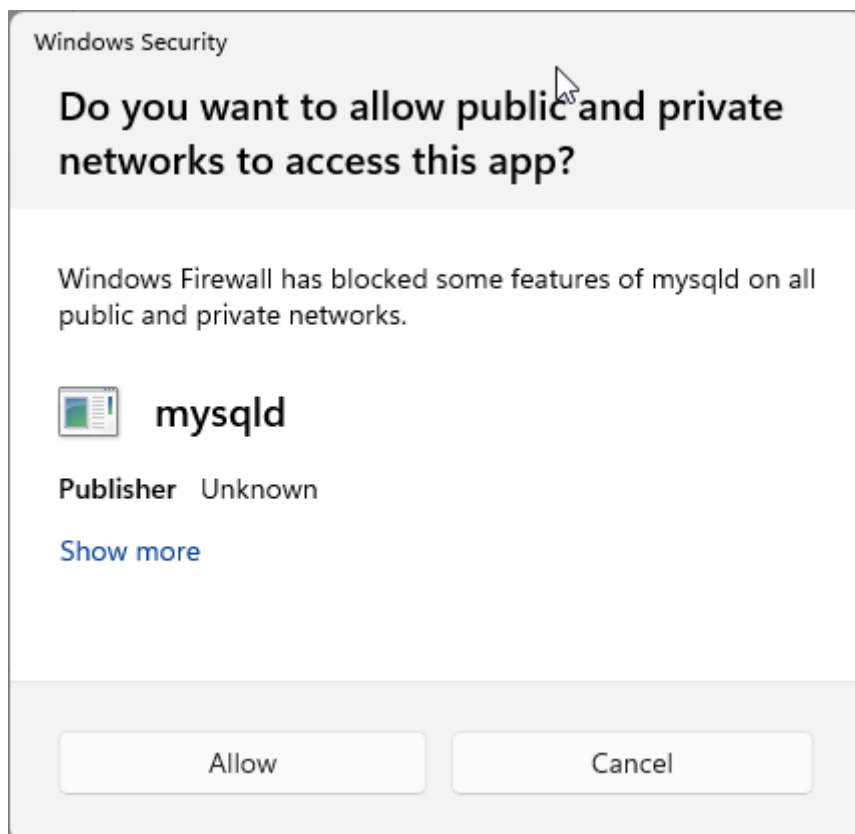 Windows Security
Do you want to allow public and private
networks to access this app?
Windows Firewall has blocked some features of mysqld on all
public and private networks.
mysqld
Publisher Unknown
Show more
Allow Cancel